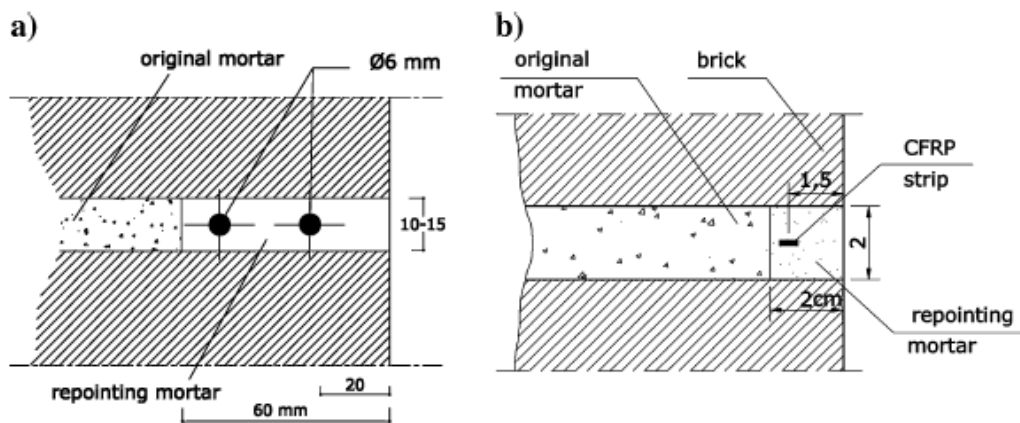 a)
original mortar
Ø6 mm
10-15
repointing mortar
20
60 mm
b)
original
mortar
brick
CFRP
strip
1,5
2
2cm
repointing
mortar